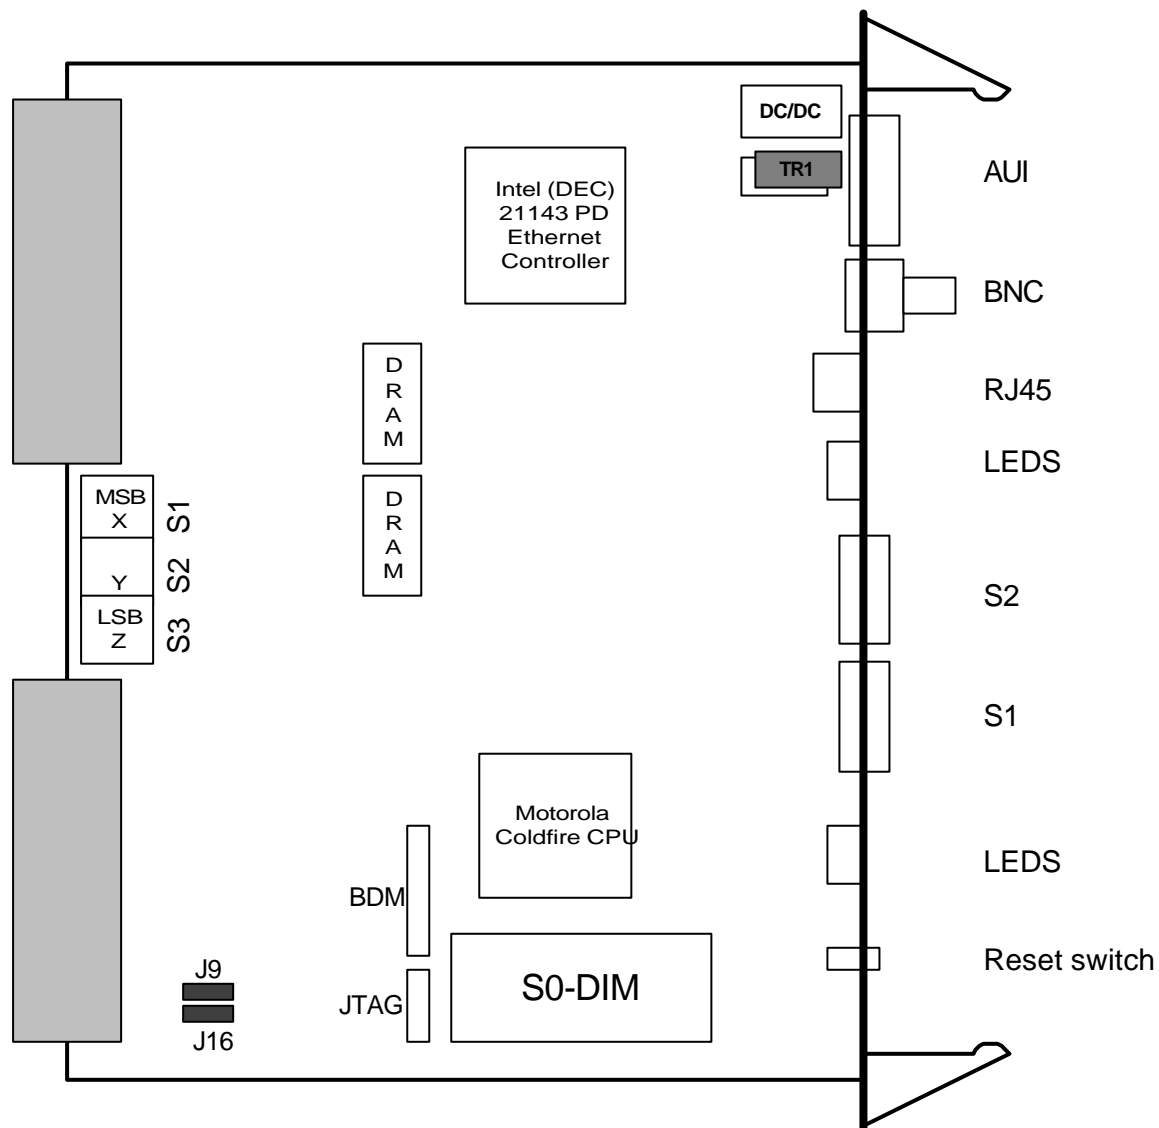 DC/DC
TR1
AUI
Intel (DEC)
21143 PD
Ethernet
Controller
BNC
D
R
A
M
RJ45
LEDS
MSB
X
S1
D
R
A
M
Y
S2
LSB
Z
S3
S2
S1
Motorola
Coldfire CPU
LEDS
BDM
Reset switch
J9
JTAG
S0-DIM
J16